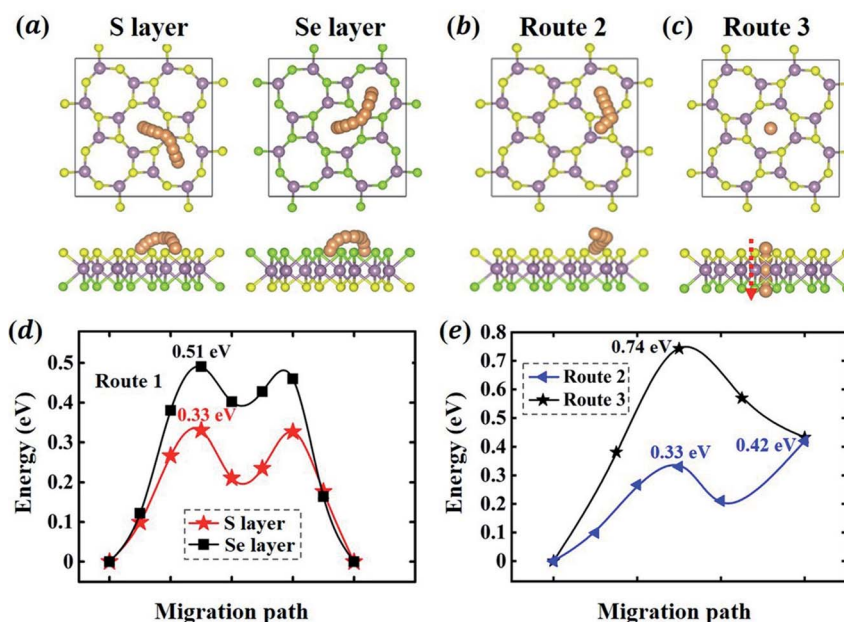 (a) S layer Se layer (b) Route 2 (c) Route 3
(d)
Energy (eV)
0.5
0.4
0.3
0.2
0.1
0
Route 1
0.51 eV
0.33 eV
S layer
Se layer
Migration path
(e)
Energy (eV)
0.8
0.7
0.6
0.5
0.4
0.3
0.2
0.1
0
0.74 eV
Route 2
Route 3
0.33 eV
0.42 eV
Migration path